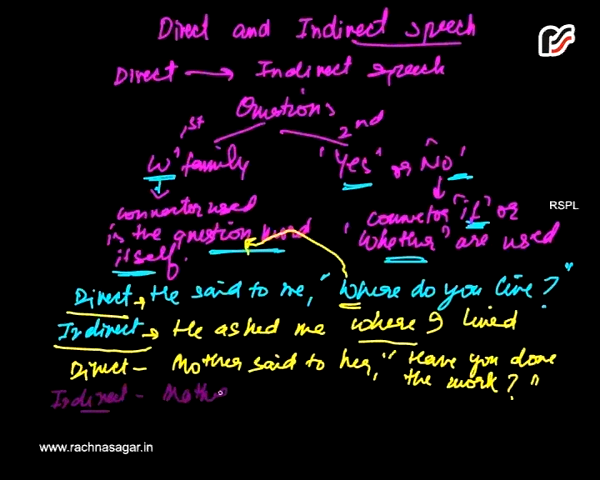 Direct and Indirect speech
Direct → Indirect speech
Questions
1st
2nd
'W' family
'Yes' or 'No'
connector used
is the question word
itself
connector 'if' or
'whether' are used
RSPL
Direct → He said to me, "Where do you live?"
Indirect → He asked me where I lived
Direct - Mother said to her, "Have you done
the work?"
Indirect - Mothe
www.rachnasagar.in